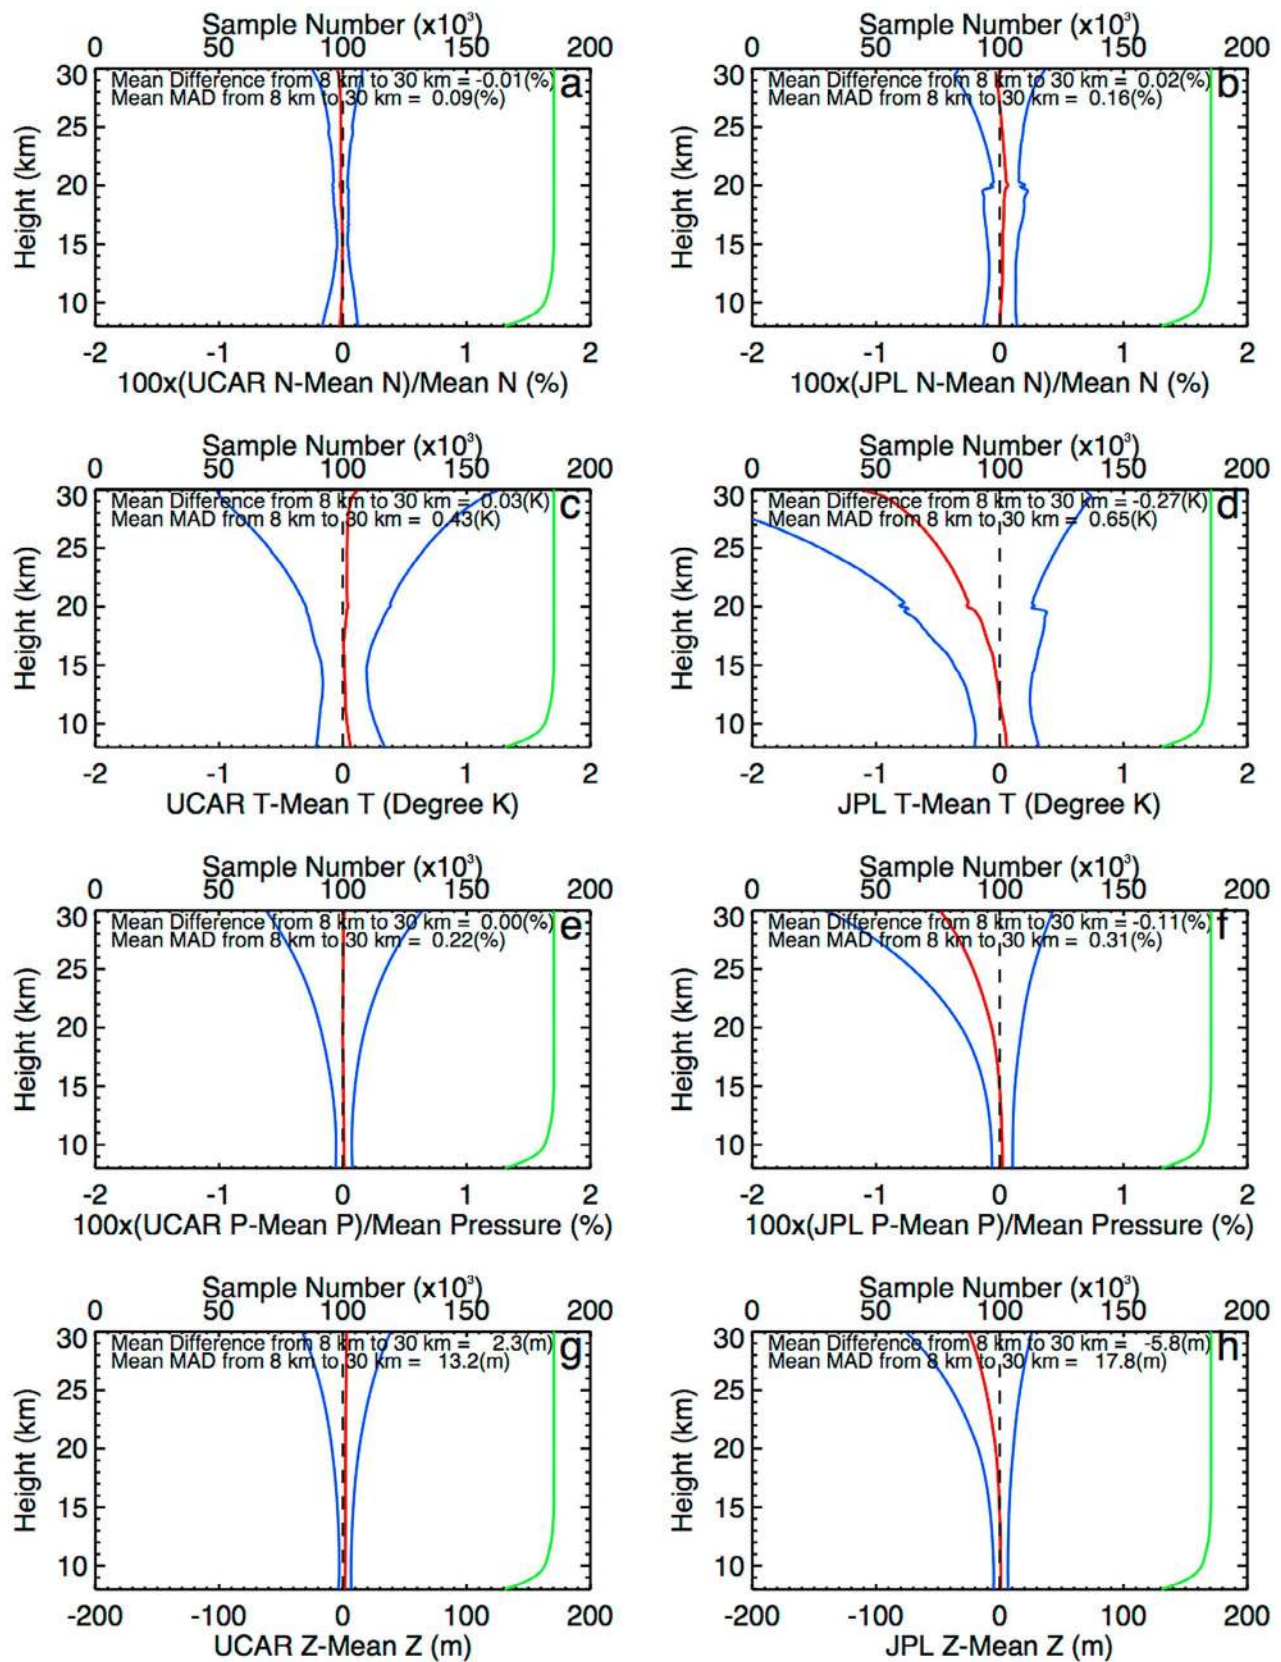 Sample Number (x10³)
0 50 100 150 200
30
25
20
15
10
Height (km)
Mean Difference from 8 km to 30 km = -0.01(%)
Mean MAD from 8 km to 30 km = 0.09(%)
a
-2 -1 0 1 2
100x(UCAR N-Mean N)/Mean N (%)
Sample Number (x10³)
0 50 100 150 200
30
25
20
15
10
Height (km)
Mean Difference from 8 km to 30 km = 0.02(%)
Mean MAD from 8 km to 30 km = 0.16(%)
b
-2 -1 0 1 2
100x(JPL N-Mean N)/Mean N (%)
Sample Number (x10³)
0 50 100 150 200
30
25
20
15
10
Height (km)
Mean Difference from 8 km to 30 km = 0.03(K)
Mean MAD from 8 km to 30 km = 0.43(K)
c
-2 -1 0 1 2
UCAR T-Mean T (Degree K)
Sample Number (x10³)
0 50 100 150 200
30
25
20
15
10
Height (km)
Mean Difference from 8 km to 30 km = -0.27(K)
Mean MAD from 8 km to 30 km = 0.65(K)
d
-2 -1 0 1 2
JPL T-Mean T (Degree K)
Sample Number (x10³)
0 50 100 150 200
30
25
20
15
10
Height (km)
Mean Difference from 8 km to 30 km = 0.00(%)
Mean MAD from 8 km to 30 km = 0.22(%)
e
-2 -1 0 1 2
100x(UCAR P-Mean P)/Mean Pressure (%)
Sample Number (x10³)
0 50 100 150 200
30
25
20
15
10
Height (km)
Mean Difference from 8 km to 30 km = -0.11(%)
Mean MAD from 8 km to 30 km = 0.31(%)
f
-2 -1 0 1 2
100x(JPL P-Mean P)/Mean Pressure (%)
Sample Number (x10³)
0 50 100 150 200
30
25
20
15
10
Height (km)
Mean Difference from 8 km to 30 km = 2.3(m)
Mean MAD from 8 km to 30 km = 13.2(m)
g
-200 -100 0 100 200
UCAR Z-Mean Z (m)
Sample Number (x10³)
0 50 100 150 200
30
25
20
15
10
Height (km)
Mean Difference from 8 km to 30 km = -5.8(m)
Mean MAD from 8 km to 30 km = 17.8(m)
h
-200 -100 0 100 200
JPL Z-Mean Z (m)